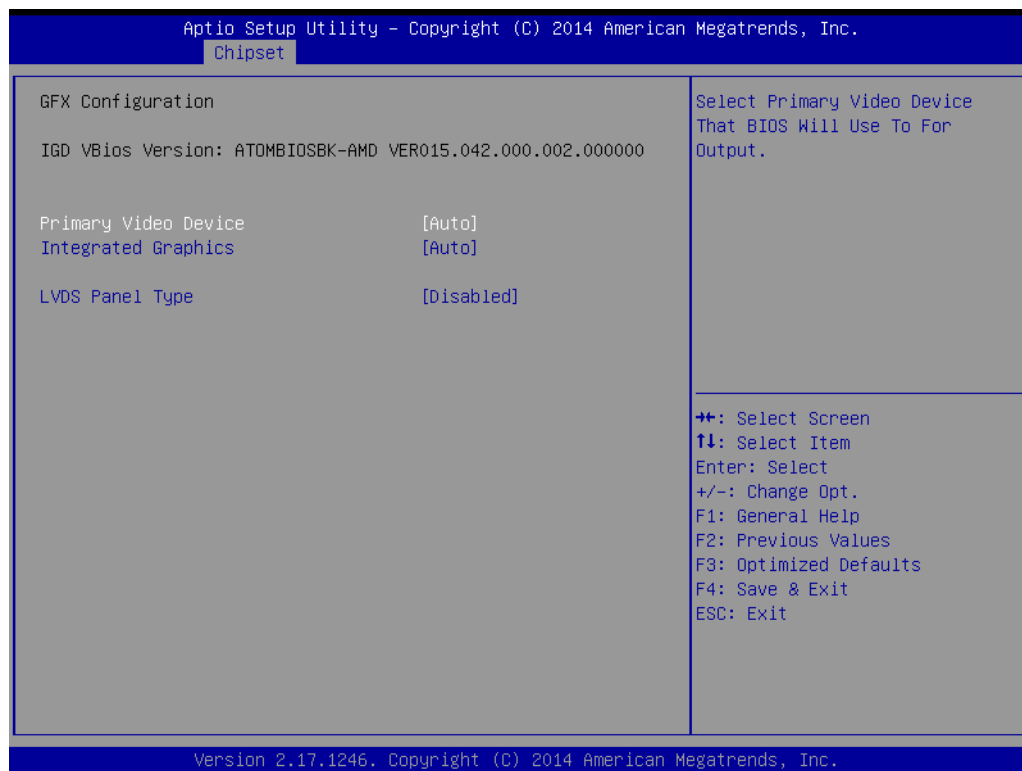 Aptio Setup Utility – Copyright (C) 2014 American Megatrends, Inc.
Chipset
GFX Configuration
IGD VBios Version: ATOMBIOSBK-AMD VER015.042.000.002.000000
Primary Video Device [Auto]
Integrated Graphics [Auto]
LVDS Panel Type [Disabled]
Select Primary Video Device
That BIOS Will Use To For
Output.
→←: Select Screen
↑↓: Select Item
Enter: Select
+/-: Change Opt.
F1: General Help
F2: Previous Values
F3: Optimized Defaults
F4: Save & Exit
ESC: Exit
Version 2.17.1246. Copyright (C) 2014 American Megatrends, Inc.